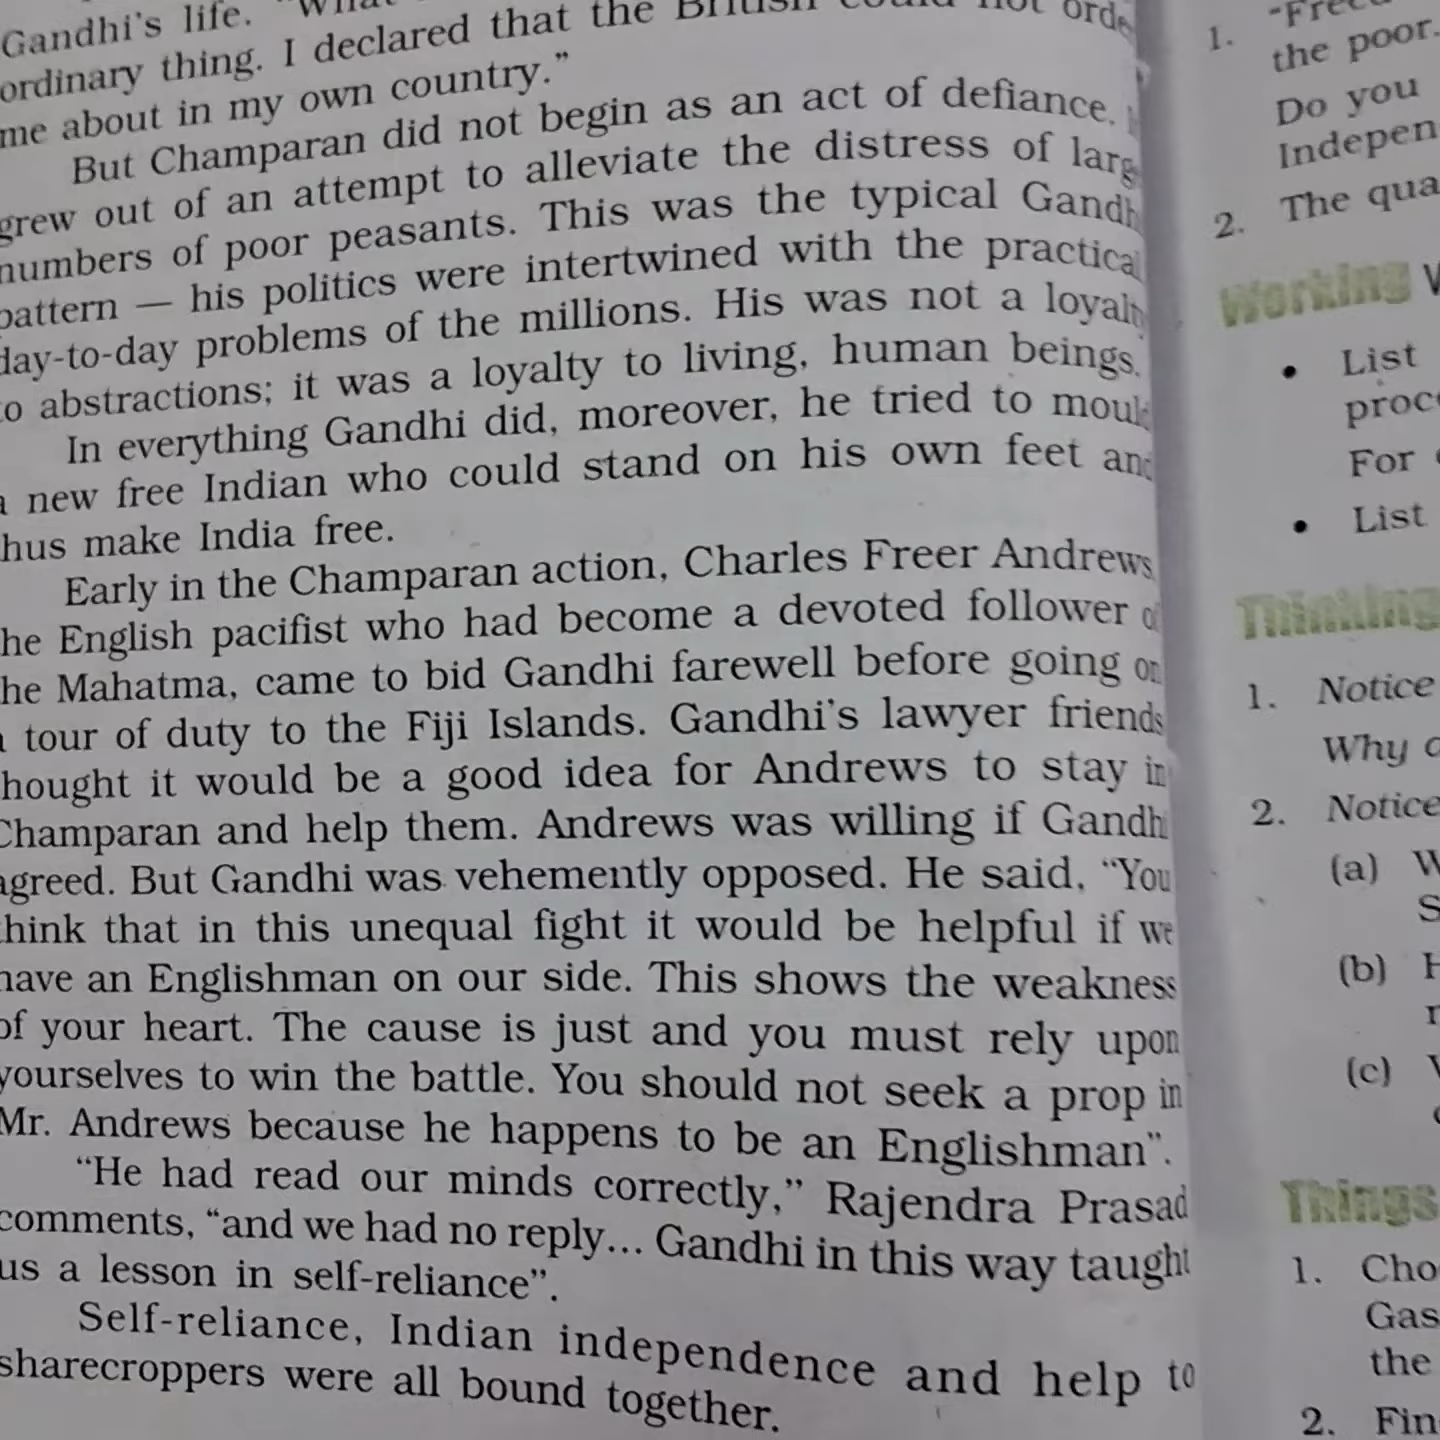 Gandhi's life.
ordinary thing. I declared that the British could not
me about in my own country."
But Champaran did not begin as an act of defiance.
grew out of an attempt to alleviate the distress of
numbers of poor peasants. This was the typical
pattern — his politics were intertwined with the
day-to-day problems of the millions. His was not a
to abstractions; it was a loyalty to living, human beings.
In everything Gandhi did, moreover, he tried to
new free Indian who could stand on his own feet
make India free.
Early in the Champaran action, Charles Freer Andrews,
English pacifist who had become a devoted follower
Mahatma, came to bid Gandhi farewell before going on
tour of duty to the Fiji Islands. Gandhi's lawyer friends
it would be a good idea for Andrews to stay in
Champaran and help them. Andrews was willing if
agreed. But Gandhi was vehemently opposed. He said, "You
think that in this unequal fight it would be helpful if we
have an Englishman on our side. This shows the weakness
of your heart. The cause is just and you must rely upon
yourselves to win the battle. You should not seek a prop in
Mr. Andrews because he happens to be an Englishman".
"He had read our minds correctly," Rajendra Prasad
comments, "and we had no reply... Gandhi in this way taught
us a lesson in self-reliance".
Self-reliance, Indian independence and help to
sharecroppers were all bound together.
1.
the poor.
Do you
2. The
Working
• List
For
• List
Thinking
1. Notice
Why
2. Notice
(a)
(b)
(c)
Things
1.
the
2.